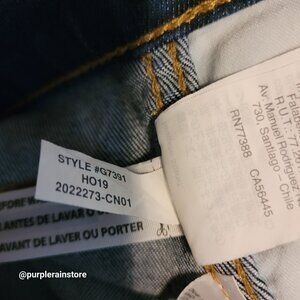 STYLE #G7391
HO19
2022273-CN01
LANTES DE LAVAR O
AVANT DE LAVER OU PORTER
Av. Manuel Rodriguez
730, Santiago - Chile
RN77388 CA56445
@purplerainstore